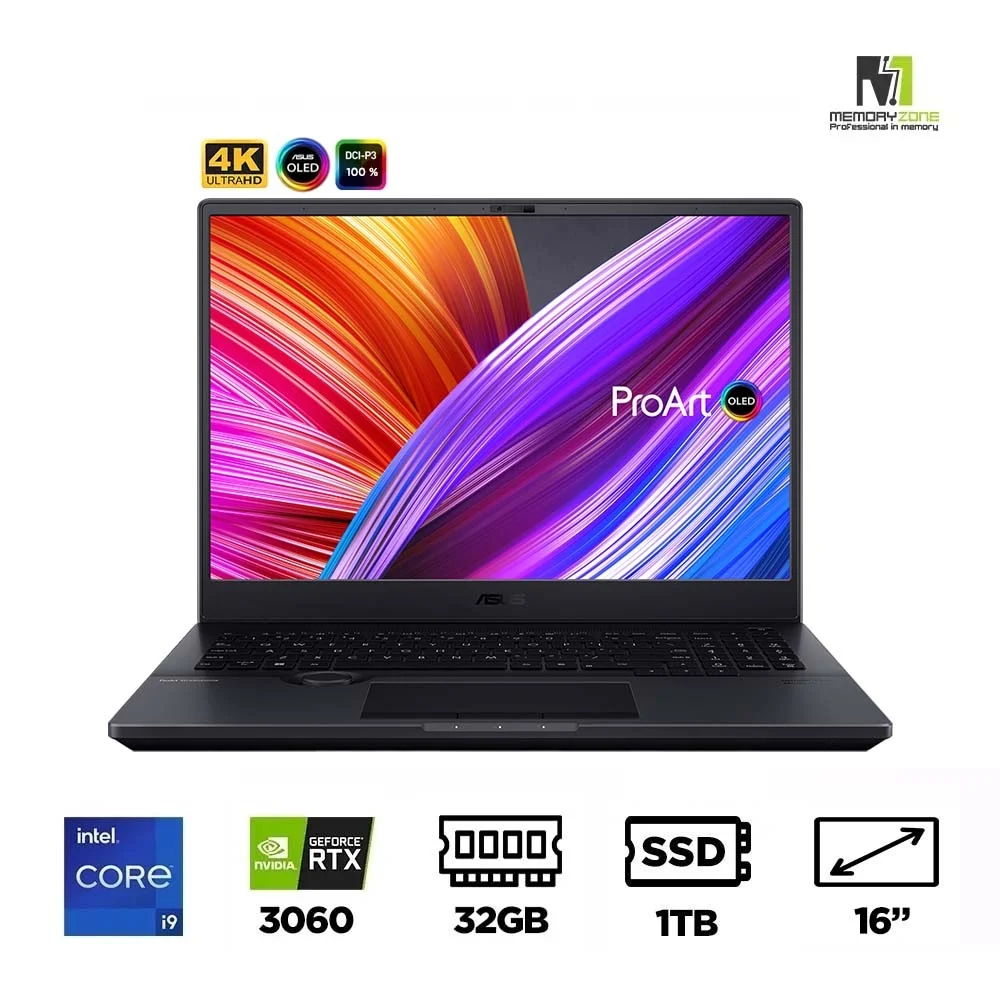 MEMORYZONE
Professional in memory
4K
ULTRA HD
ASUS
OLED
DCI-P3
100 %
ProArt
OLED
ASUS
intel.
CORE
i9
NVIDIA.
GEFORCE
RTX
3060
32GB
SSD
1TB
16”